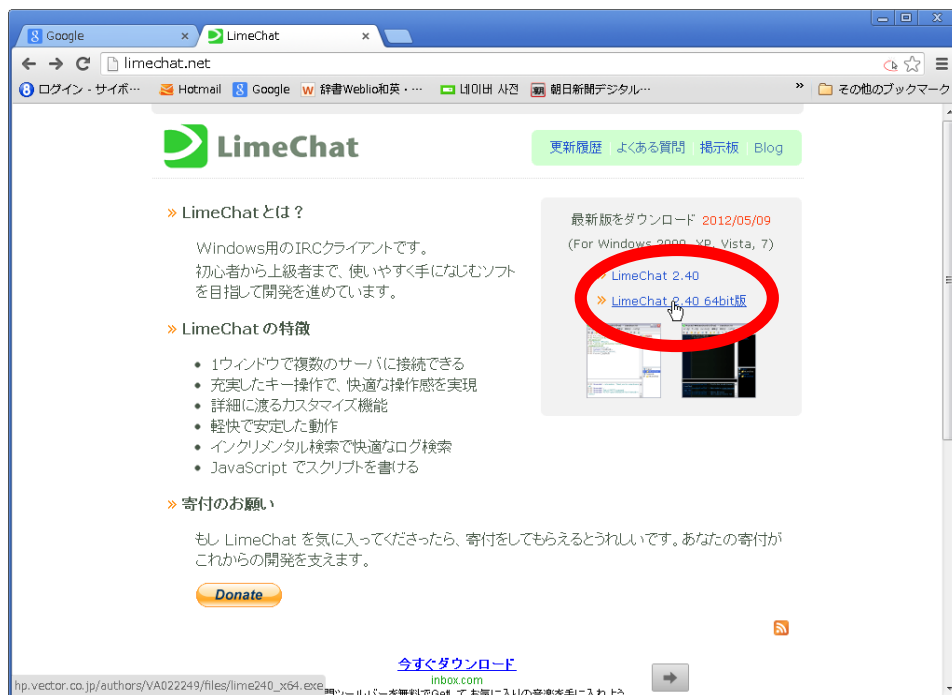 Google
LimeChat
limechat.net
ログイン - サイボ…
Hotmail
Google
辞書Weblio和英・…
네이버 사전
朝日新聞デジタル…
»
その他のブックマーク
LimeChat
更新履歴 よくある質問 掲示板 Blog
» LimeChatとは？
Windows用のIRCクライアントです。
初心者から上級者まで、使いやすく手になじむソフト
を目指して開発を進めています。
最新版をダウンロード 2012/05/09
(For Windows 2000, XP, Vista, 7)
» LimeChat 2.40
» LimeChat 2.40 64bit版
» LimeChat の特徴
• 1ウィンドウで複数のサーバに接続できる
• 充実したキー操作で、快適な操作感を実現
• 詳細に渡るカスタマイズ機能
• 軽快で安定した動作
• インクリメンタル検索で快適なログ検索
• JavaScript でスクリプトを書ける
» 寄付のお願い
もし LimeChat を気に入ってくださったら、寄付をしてもらえるとうれしいです。あなたの寄付が
これからの開発を支えます。
Donate
今すぐダウンロード
inbox.com
hp.vector.co.jp/authors/VA022249/files/lime240_x64.exe